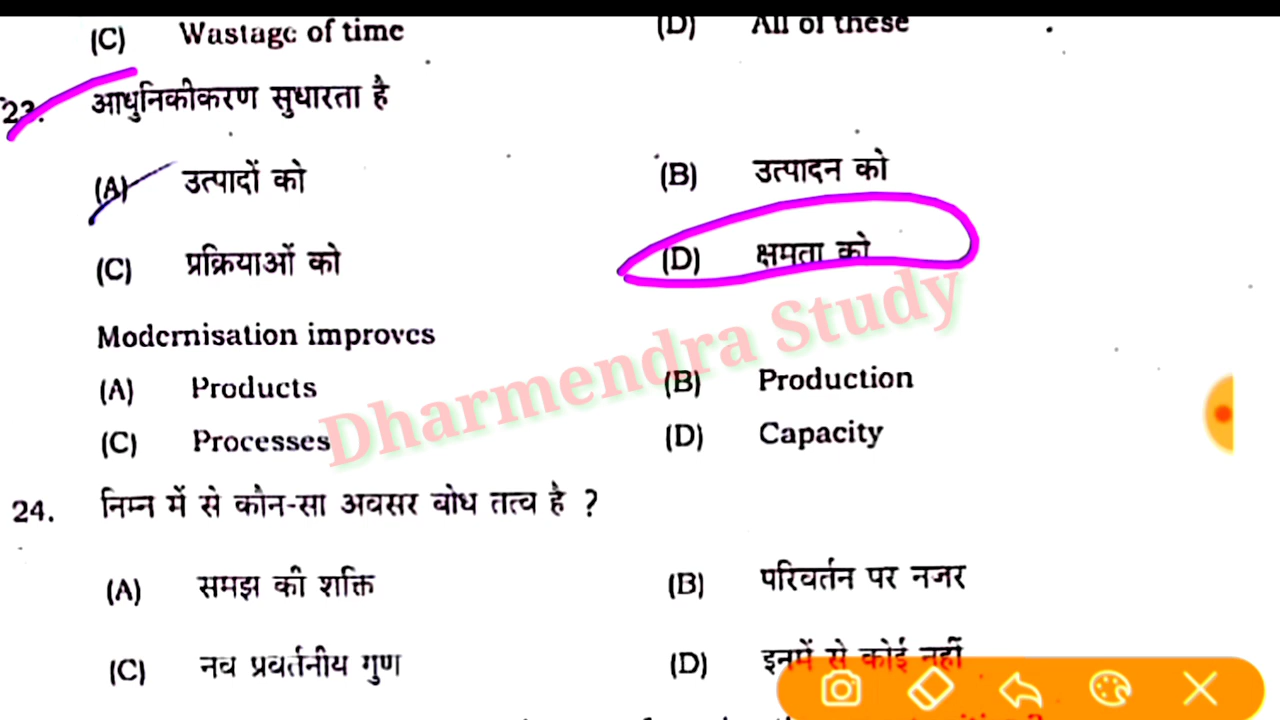 (C) Wastage of time (D) All of these
23. आधुनिकीकरण सुधारता है
(A) उत्पादों को (B) उत्पादन को
(C) प्रक्रियाओं को (D) क्षमता को
Modernisation improves
(A) Products (B) Production
(C) Processes (D) Capacity
Dharmendra Study
24. निम्न में से कौन-सा अवसर बोध तत्व है ?
(A) समझ की शक्ति (B) परिवर्तन पर नजर
(C) नव प्रवर्तनीय गुण (D) इनमें से कोई नहीं